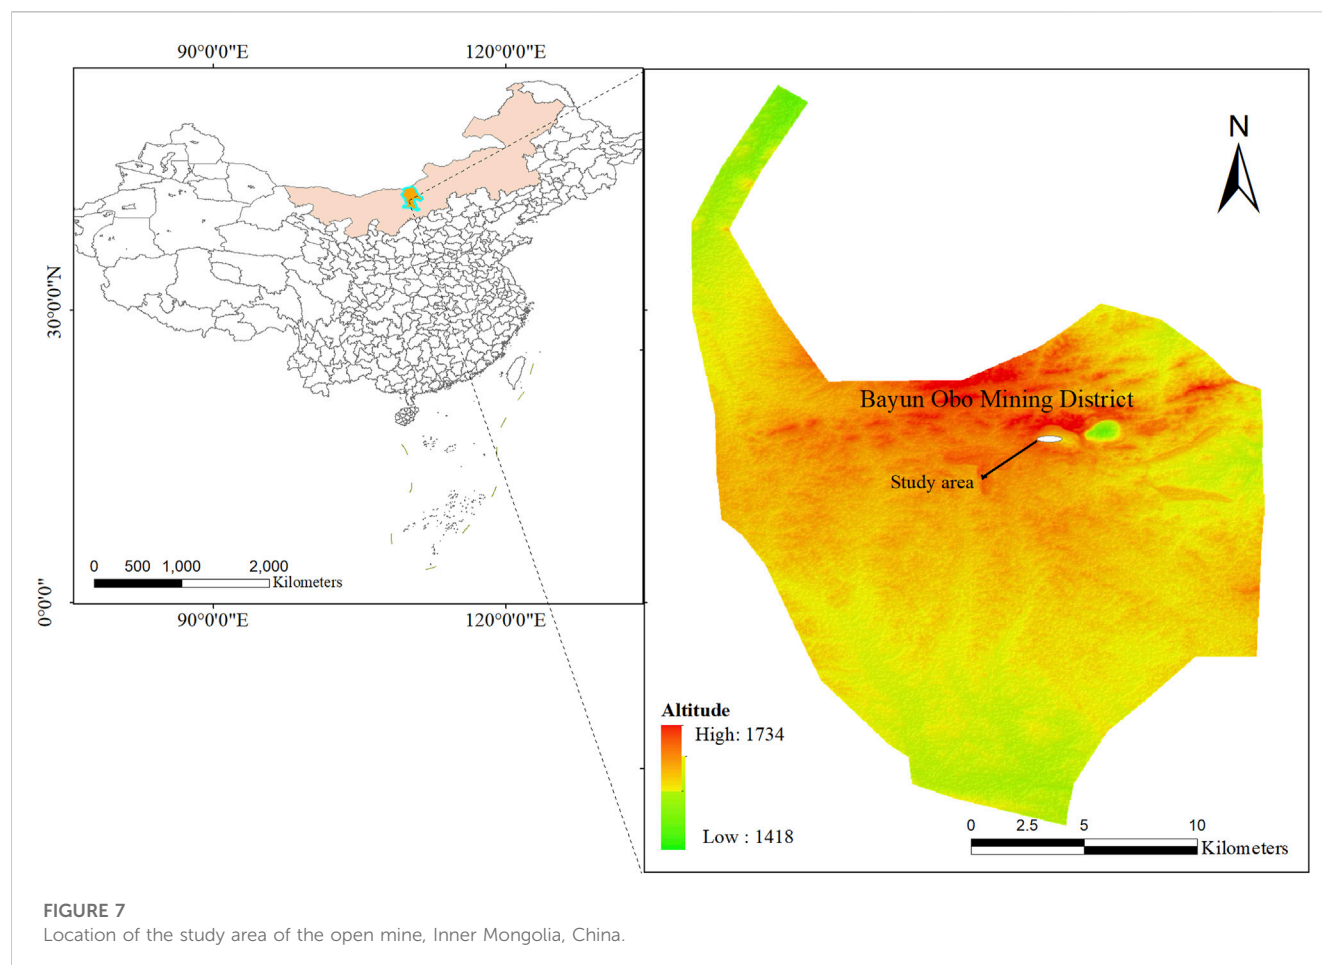 90°0'0"E
120°0'0"E
30°0'0"N
0°0'0"
0 500 1,000 2,000
Kilometers
90°0'0"E
120°0'0"E
N
Bayun Obo Mining District
Study area
Altitude
High: 1734
Low : 1418
0 2.5 5 10
Kilometers
FIGURE 7
Location of the study area of the open mine, Inner Mongolia, China.